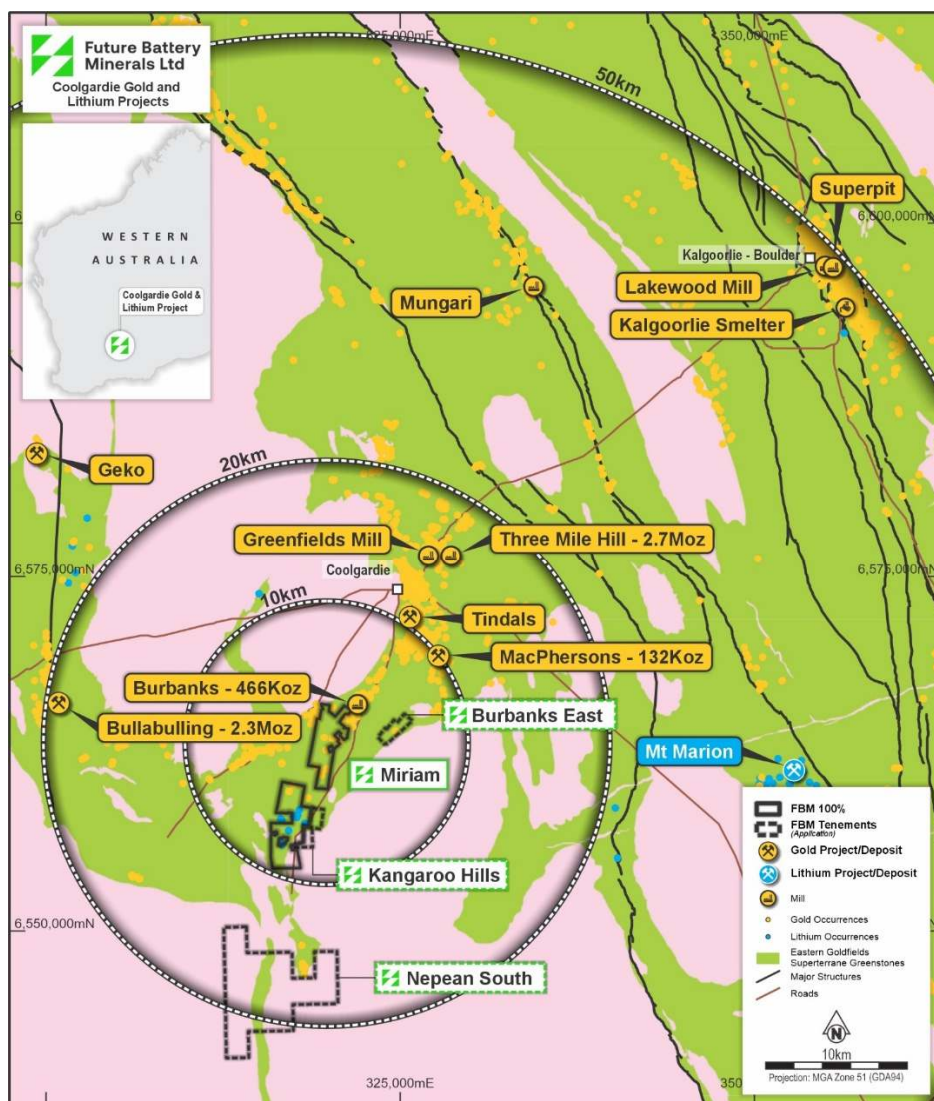 Future Battery
Minerals Ltd
Coolgardie Gold and
Lithium Projects
350,000mE
50km
WESTERN
AUSTRALIA
Coolgardie Gold &
Lithium Project
Superpit
6,600,000mN
Kalgoorlie - Boulder
Lakewood Mill
Mungari
Kalgoorlie Smelter
Geko
20km
Greenfields Mill
Three Mile Hill - 2.7Moz
Coolgardie
6,575,000mN
6,575,000mN
10km
Tindals
MacPhersons - 132Koz
Burbanks - 466Koz
Bullabulling - 2.3Moz
Burbanks East
Mt Marion
Miriam
Kangaroo Hills
6,550,000mN
Nepean South
FBM 100%
FBM Tenements
(Application)
Gold Project/Deposit
Lithium Project/Deposit
Mill
Gold Occurrences
Lithium Occurrences
Eastern Goldfields
Superterrane Greenstones
Major Structures
Roads
N
10km
Projection: MGA Zone 51 (GDA94)
325,000mE